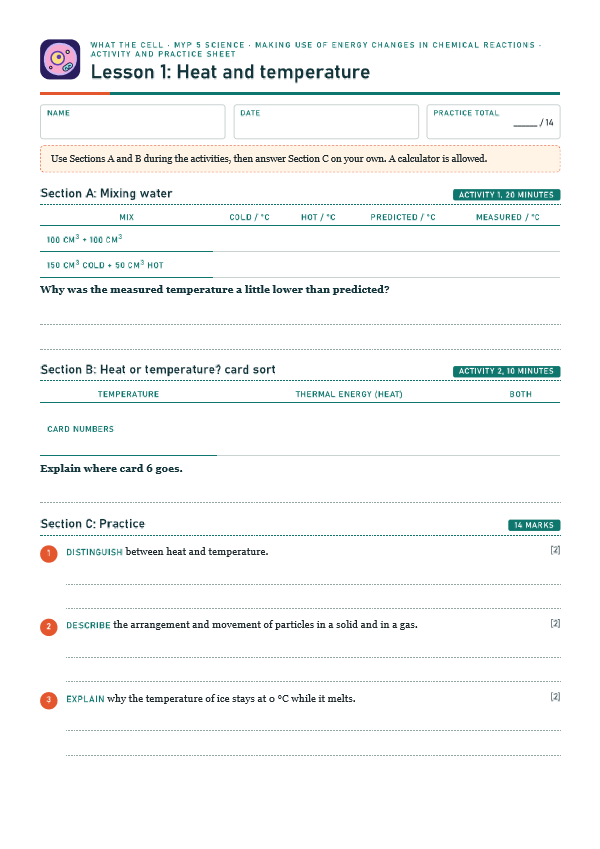 WHAT THE CELL · MYP 5 SCIENCE · MAKING USE OF ENERGY CHANGES IN CHEMICAL REACTIONS ·
ACTIVITY AND PRACTICE SHEET
Lesson 1: Heat and temperature
NAME DATE PRACTICE TOTAL
_____ / 14
Use Sections A and B during the activities, then answer Section C on your own. A calculator is allowed.
Section A: Mixing water ACTIVITY 1, 20 MINUTES
MIX COLD / °C HOT / °C PREDICTED / °C MEASURED / °C
100 CM³ + 100 CM³
150 CM³ COLD + 50 CM³ HOT
Why was the measured temperature a little lower than predicted?
Section B: Heat or temperature? card sort ACTIVITY 2, 10 MINUTES
TEMPERATURE THERMAL ENERGY (HEAT) BOTH
CARD NUMBERS
Explain where card 6 goes.
Section C: Practice 14 MARKS
1 DISTINGUISH between heat and temperature. [2]
2 DESCRIBE the arrangement and movement of particles in a solid and in a gas. [2]
3 EXPLAIN why the temperature of ice stays at 0 °C while it melts. [2]